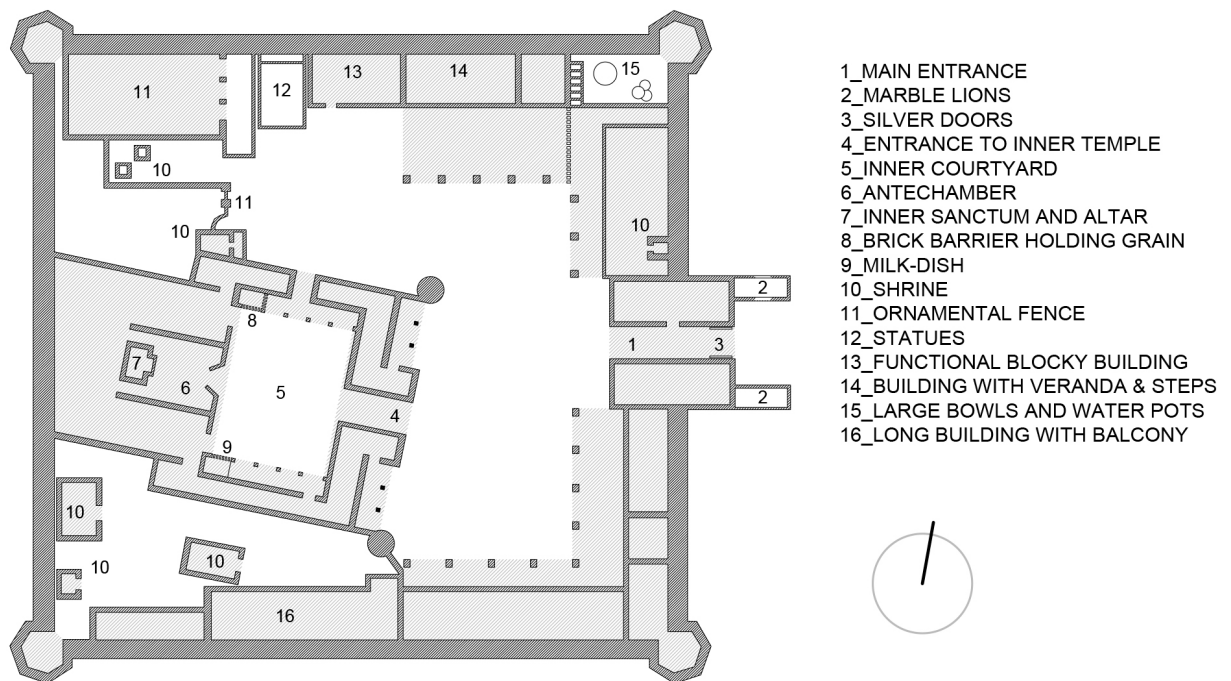 11
12
13
14
15
10
11
10
10
2
8
1
3
7
6
5
4
2
9
10
10
10
16
1_MAIN ENTRANCE
2_MARBLE LIONS
3_SILVER DOORS
4_ENTRANCE TO INNER TEMPLE
5_INNER COURTYARD
6_ANTECHAMBER
7_INNER SANCTUM AND ALTAR
8_BRICK BARRIER HOLDING GRAIN
9_MILK-DISH
10_SHRINE
11_ORNAMENTAL FENCE
12_STATUES
13_FUNCTIONAL BLOCKY BUILDING
14_BUILDING WITH VERANDA & STEPS
15_LARGE BOWLS AND WATER POTS
16_LONG BUILDING WITH BALCONY